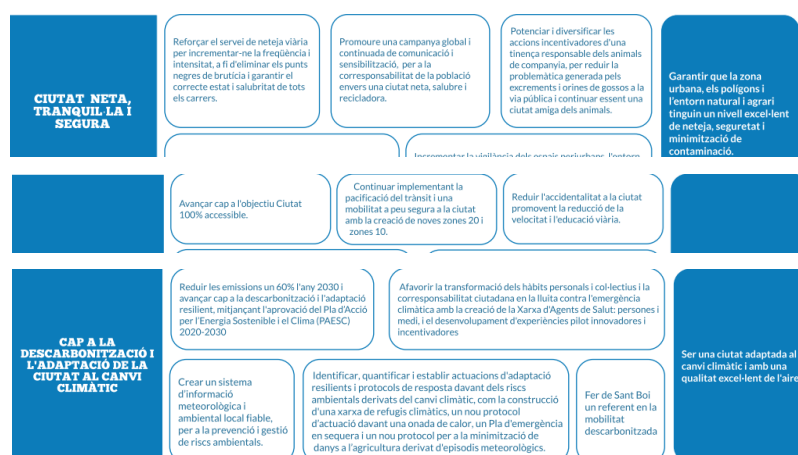 CIUTAT NETA,
TRANQUIL·LA I
SEGURA
Reforçar el servei de neteja viària
per incrementar-ne la freqüència i
intensitat, a fi d'eliminar els punts
negres de brutícia i garantir el
correcte estat i salubritat de tots
els carrers.
Promoure una campanya global i
continuada de comunicació i
sensibilització, per a la
corresponsabilitat de la població
envers una ciutat neta, salubre i
recicladora.
Potenciar i diversificar les
accions incentivadores d'una
tinença responsable dels animals
de companyia, per reduir la
problemàtica generada pels
excrements i orines de gossos a la
via pública i continuar essent una
ciutat amiga dels animals.
Garantir que la zona
urbana, els polígons i
l'entorn natural i agrari
tinguin un nivell excel·lent
de neteja, seguretat i
minimització de
contaminació.
Incrementar la vigilància dels espais periurbans, l'entorn
Avançar cap a l'objectiu Ciutat
100% accessible.
Continuar implementant la
pacificació del trànsit i una
mobilitat a peu segura a la ciutat
amb la creació de noves zones 20 i
zones 10.
Reduir l'accidentalitat a la ciutat
promovent la reducció de la
velocitat i l'educació viària.
CAP A LA
DESCARBONITZACIÓ I
L'ADAPTACIÓ DE LA
CIUTAT AL CANVI
CLIMÀTIC
Reduir les emissions un 60% l'any 2030 i
avançar cap a la descarbonització i l'adaptació
resilient, mitjançant l'aprovació del Pla d'Acció
per l'Energia Sostenible i el Clima (PAESC)
2020-2030
Afavorir la transformació dels hàbits personals i col·lectius i la
corresponsabilitat ciutadana en la lluita contra l'emergència
climàtica amb la creació de la Xarxa d'Agents de Salut: persones i
medi, i el desenvolupament d'experiències pilot innovadores i
incentivadores
Crear un sistema
d'informació
meteorològica i
ambiental local fiable,
per a la prevenció i gestió
de riscs ambientals.
Identificar, quantificar i establir actuacions d'adaptació
resilients i protocols de resposta davant dels riscs
ambientals derivats del canvi climàtic, com la construcció
d'una xarxa de refugis climàtics, un nou protocol
d'actuació davant una onada de calor, un Pla d'emergència
en sequera i un nou protocol per a la minimització de
danys a l'agricultura derivat d'episodis meteorològics.
Fer de Sant Boi
un referent en la
mobilitat
descarbonitzada
Ser una ciutat adaptada al
canvi climàtic i amb una
qualitat excel·lent de l'aire